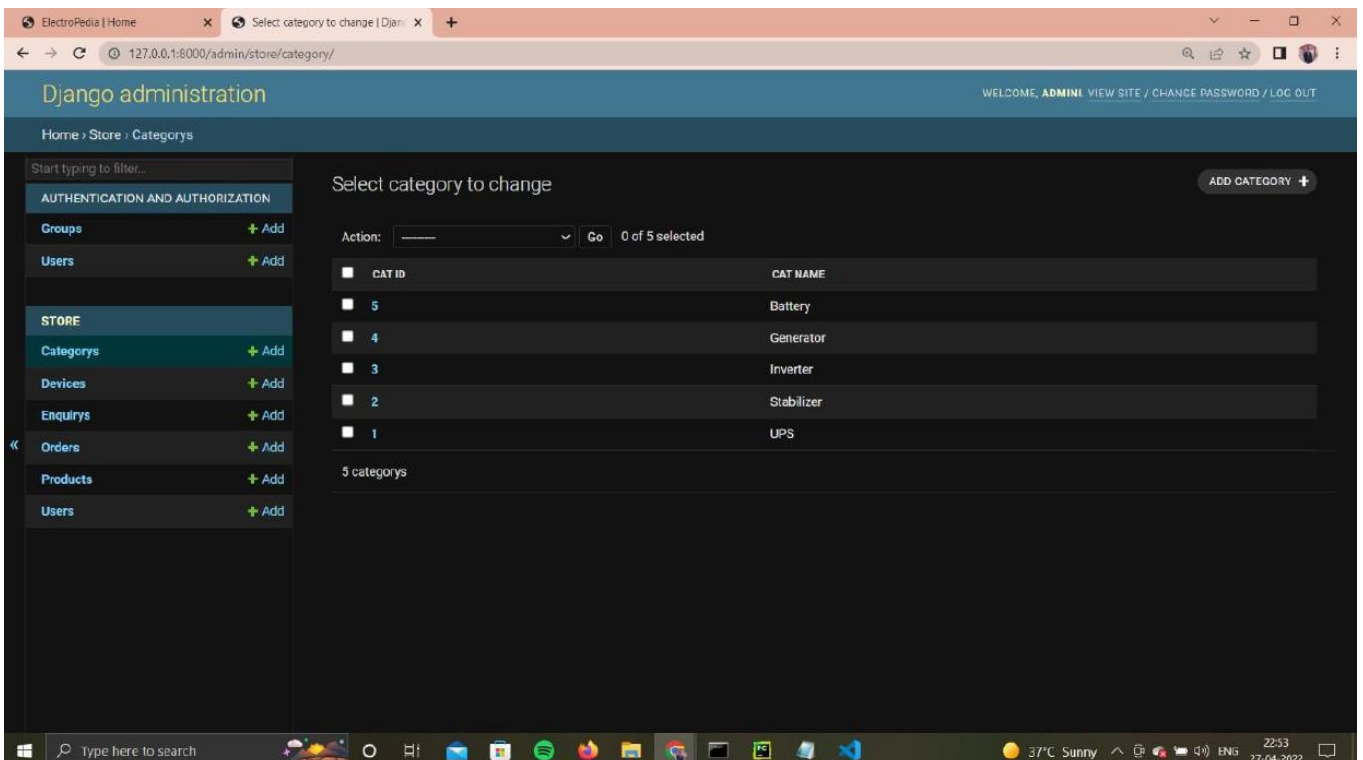 ElectroPedia | Home
Select category to change | Djan
127.0.0.1:8000/admin/store/category/
Django administration
WELCOME, ADMINI. VIEW SITE / CHANGE PASSWORD / LOG OUT
Home › Store › Categorys
Start typing to filter...
AUTHENTICATION AND AUTHORIZATION
Groups + Add
Users + Add
STORE
Categorys + Add
Devices + Add
Enquirys + Add
Orders + Add
Products + Add
Users + Add
Select category to change
ADD CATEGORY +
Action: --------- Go 0 of 5 selected
CAT ID CAT NAME
5 Battery
4 Generator
3 Inverter
2 Stabilizer
1 UPS
5 categorys
Type here to search
37°C Sunny
ENG
22:53
27-04-2022